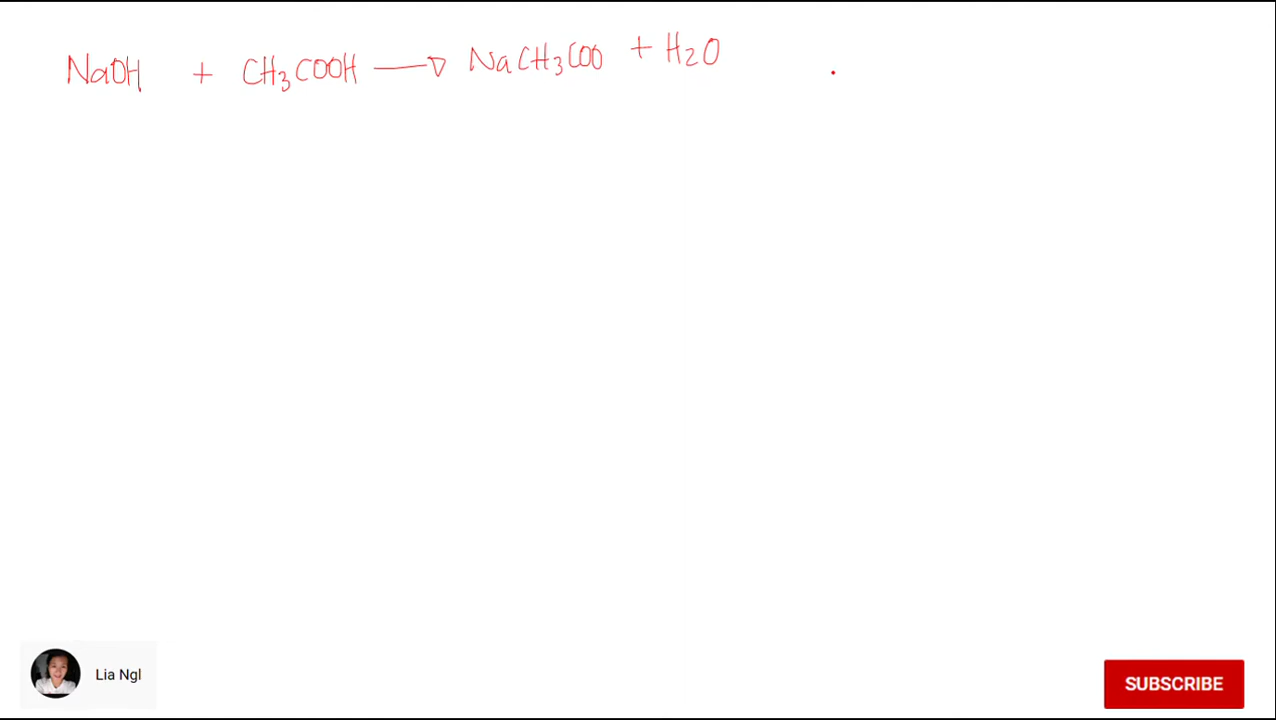 NaOH + CH3COOH → NaCH3COO + H2O
Lia Ngl
SUBSCRIBE